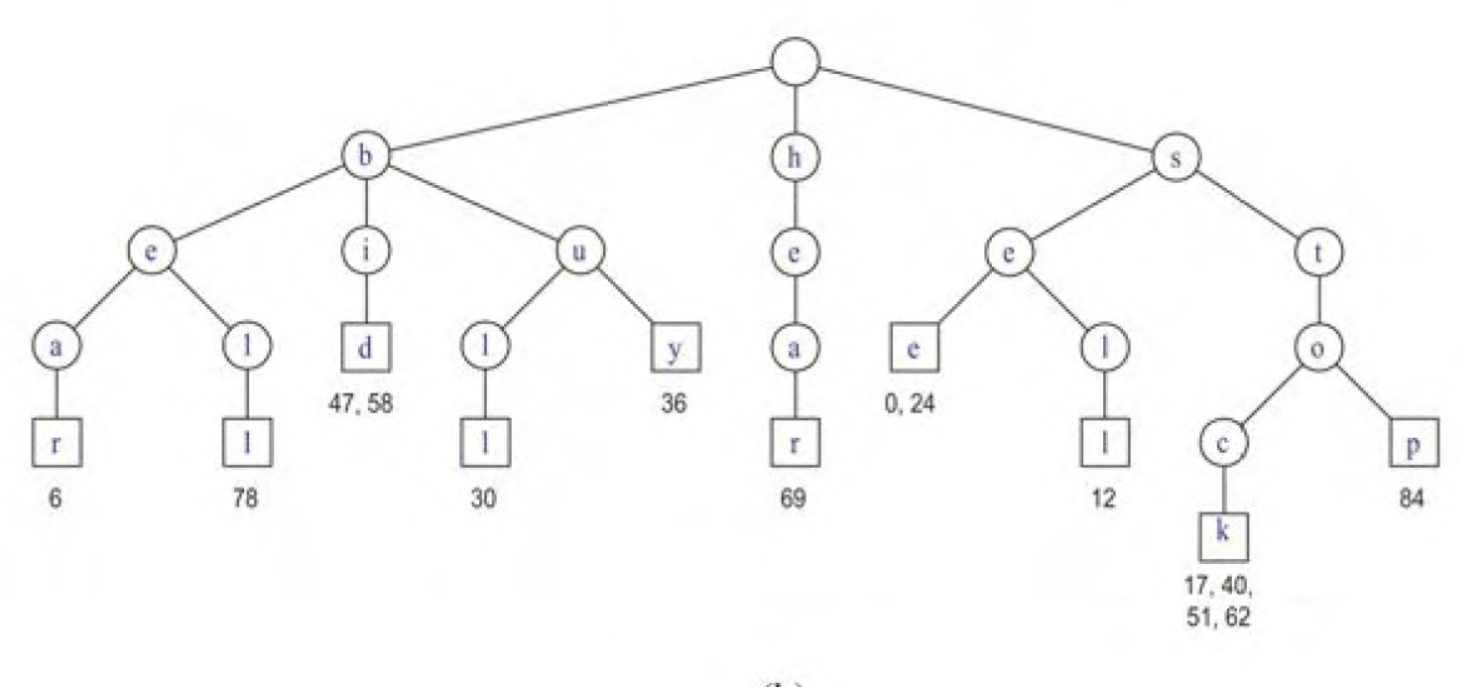 b h s
e i u e e t
a l d l y a e l o
47, 58 36 0, 24
r l l r l c p
6 78 30 69 12 84
k
17, 40,
51, 62